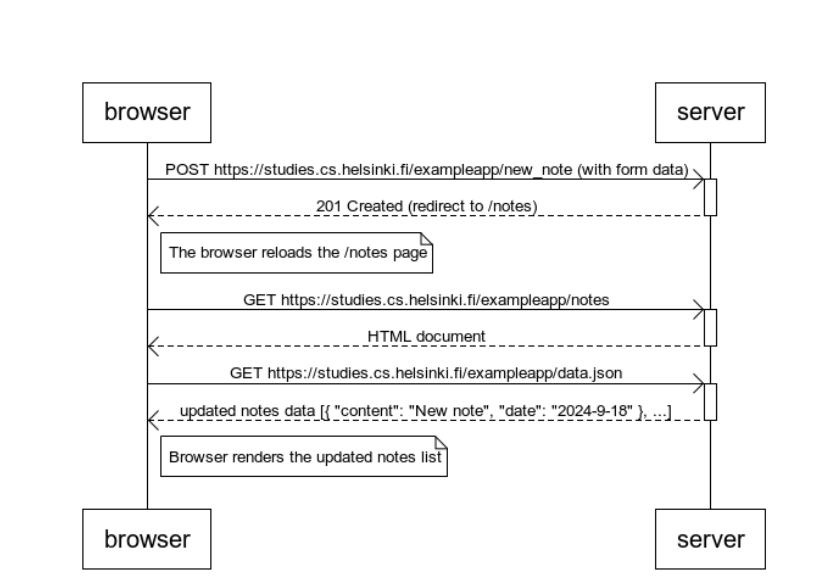 browser server
POST https://studies.cs.helsinki.fi/exampleapp/new_note (with form data)
201 Created (redirect to /notes)
The browser reloads the /notes page
GET https://studies.cs.helsinki.fi/exampleapp/notes
HTML document
GET https://studies.cs.helsinki.fi/exampleapp/data.json
updated notes data [{ "content": "New note", "date": "2024-9-18" }, ...]
Browser renders the updated notes list
browser server